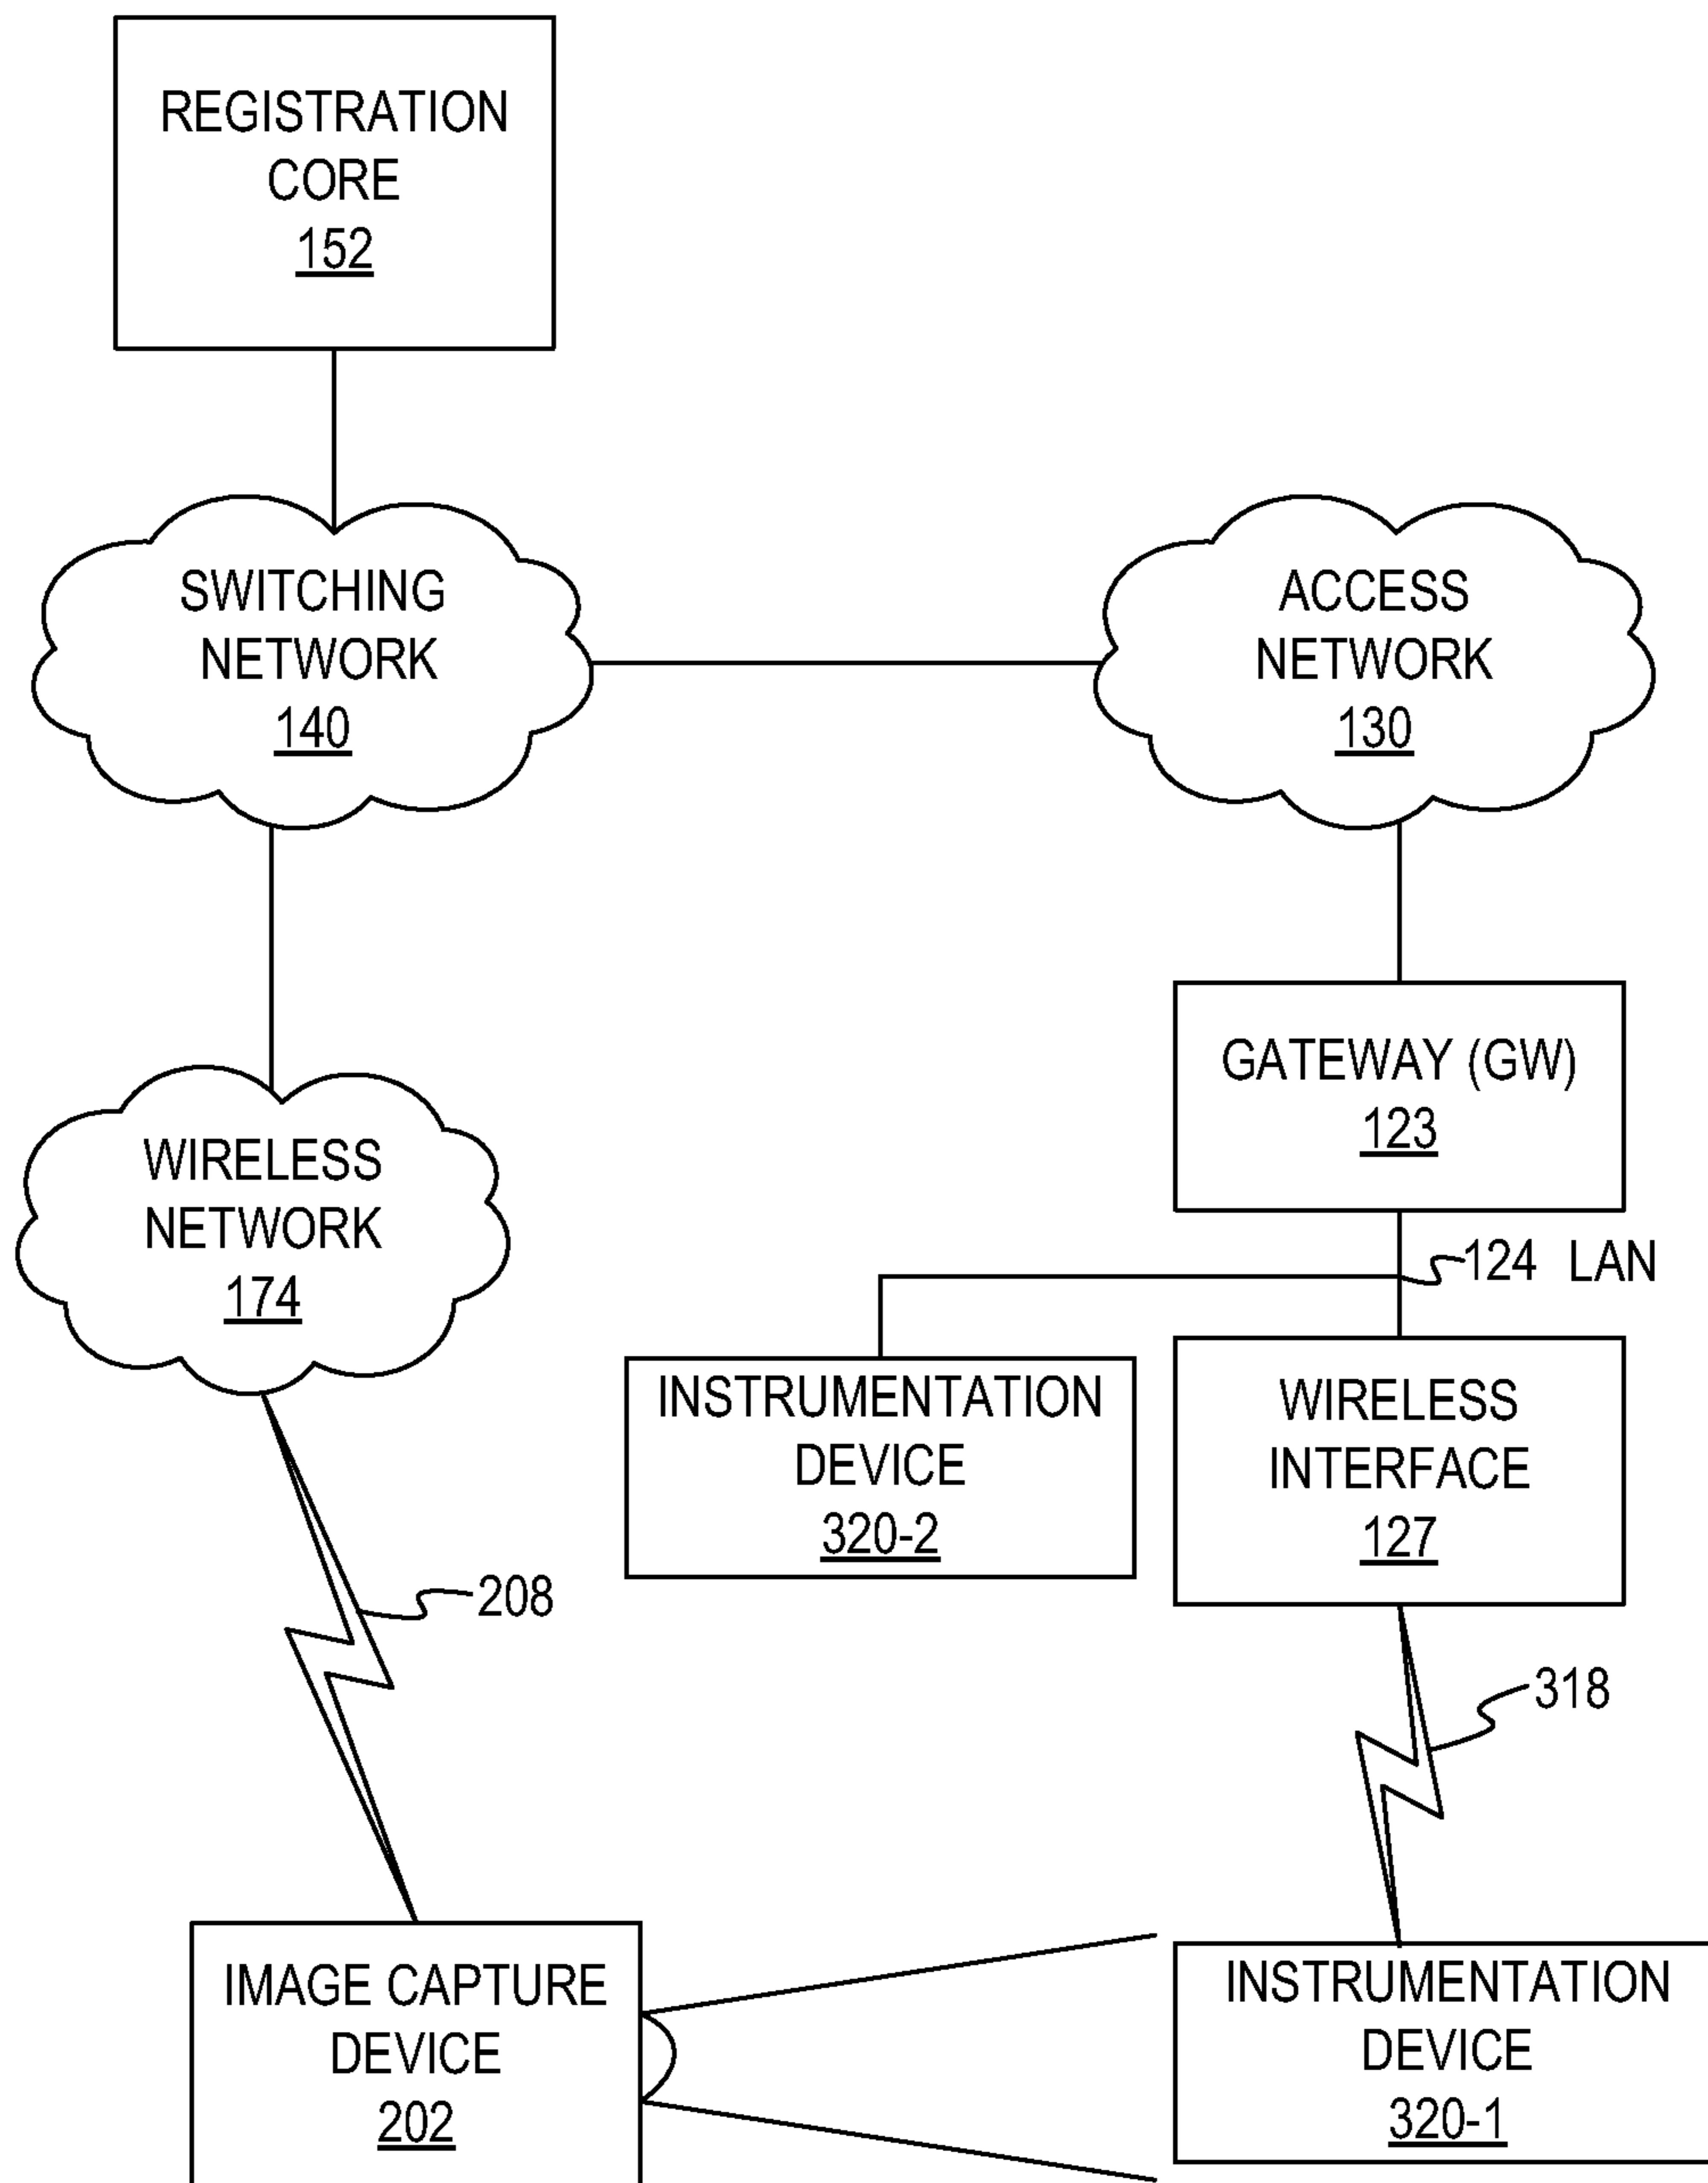 REGISTRATION
CORE
152
SWITCHING
NETWORK
140
ACCESS
NETWORK
130
GATEWAY (GW)
123
WIRELESS
NETWORK
174
124 LAN
INSTRUMENTATION
DEVICE
320-2
WIRELESS
INTERFACE
127
208
318
IMAGE CAPTURE
DEVICE
202
INSTRUMENTATION
DEVICE
320-1